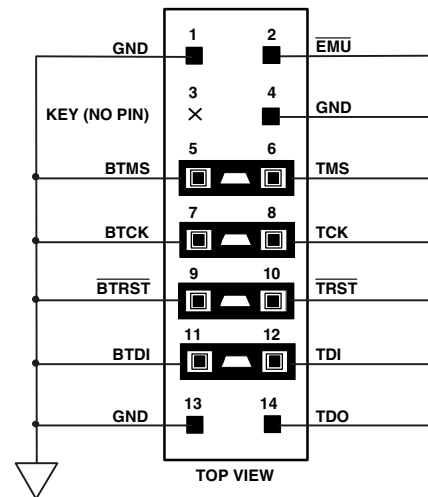 1 2
GND EMU
3 4
KEY (NO PIN) GND
5 6
BTMS TMS
7 8
BTCK TCK
9 10
BTRST TRST
11 12
BTDI TDI
13 14
GND TDO
TOP VIEW